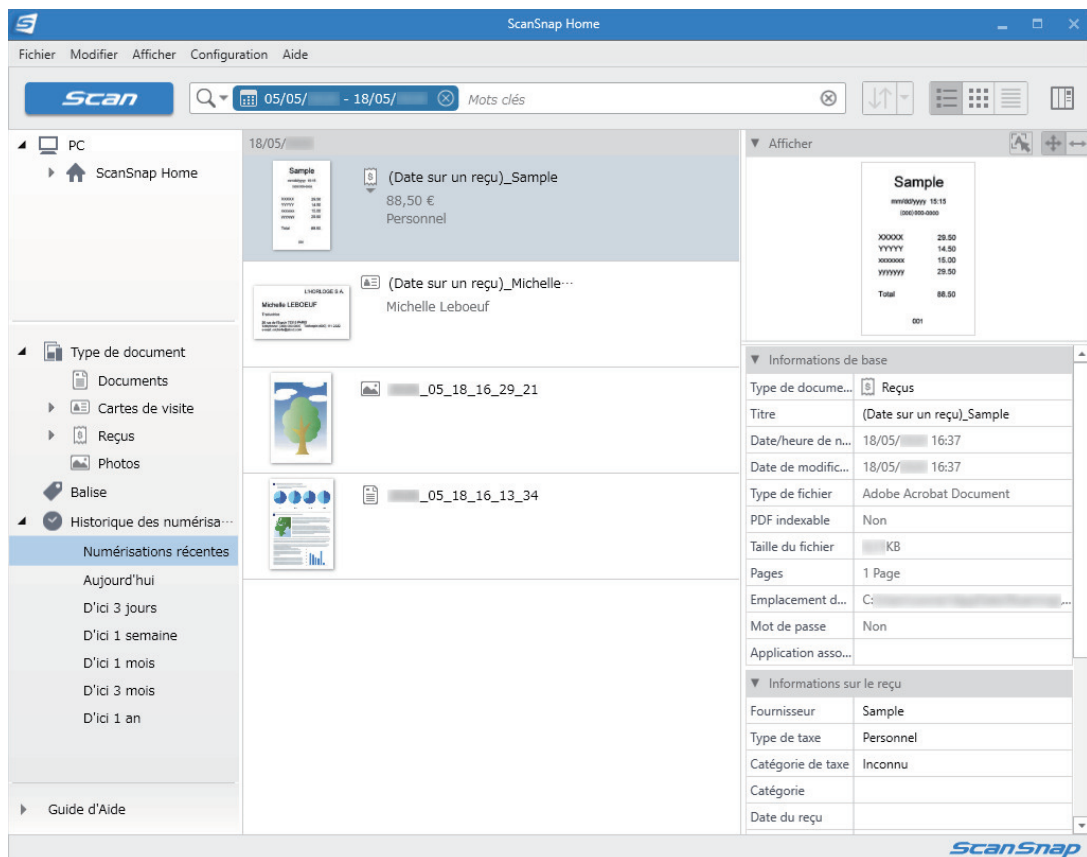 ScanSnap Home
Fichier Modifier Afficher Configuration Aide
Scan
05/05/ - 18/05/
Mots clés
PC
ScanSnap Home
Type de document
Documents
Cartes de visite
Reçus
Photos
Balise
Historique des numérisa…
Numérisations récentes
Aujourd'hui
D'ici 3 jours
D'ici 1 semaine
D'ici 1 mois
D'ici 3 mois
D'ici 1 an
Guide d'Aide
18/05/
Sample
(Date sur un reçu)_Sample
88,50 €
Personnel
L'HORLOGE S.A.
Michelle LEBOEUF
(Date sur un reçu)_Michelle…
Michelle Leboeuf
_05_18_16_29_21
_05_18_16_13_34
Afficher
Sample
mm/dd/yyyy 15:15
(000) 000-0000
XXXXX 29.50
YYYYY 14.50
xxxxxxx 15.00
yyyyyyy 29.50
Total 88.50
001
Informations de base
Type de docume... Reçus
Titre (Date sur un reçu)_Sample
Date/heure de n... 18/05/ 16:37
Date de modific... 18/05/ 16:37
Type de fichier Adobe Acrobat Document
PDF indexable Non
Taille du fichier KB
Pages 1 Page
Emplacement d... C: ...
Mot de passe Non
Application asso...
Informations sur le reçu
Fournisseur Sample
Type de taxe Personnel
Catégorie de taxe Inconnu
Catégorie
Date du reçu
ScanSnap